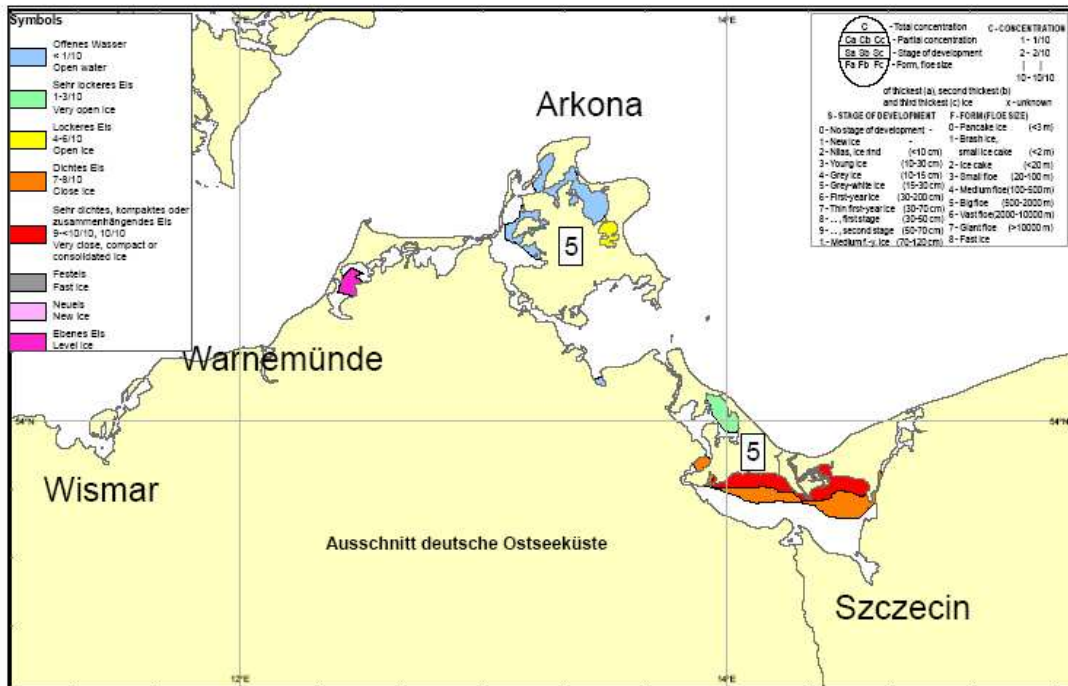 Symbols
Offenes Wasser
< 1/10
Open water
Sehr lockeres Eis
1-3/10
Very open Ice
Lockeres Eis
4-6/10
Open Ice
Dichtes Eis
7-8/10
Close Ice
Sehr dichtes, kompaktes oder
zusammenhängendes Eis
9-<10/10, 10/10
Very close, compact or
consolidated Ice
Festeis
Fast Ice
Neueis
New Ice
Ebenes Eis
Level Ice
12°E
14°E
C - Total concentration
Ca Cb Cc - Partial concentration
Sa Sb Sc - Stage of development
Fa Fb Fc - Form, floe size
C - CONCENTRATION
1 - 1/10
2 - 2/10
| |
10 - 10/10
of thickest (a), second thickest (b)
and third thickest (c) ice x - unknown
S - STAGE OF DEVELOPMENT
0 - No stage of development -
1 - New ice -
2 - Nilas, ice rind (<10 cm)
3 - Young ice (10-30 cm)
4 - Grey ice (10-15 cm)
5 - Grey-white ice (15-30 cm)
6 - First-year ice (30-200 cm)
7 - Thin first-year ice (30-70 cm)
8 - ..., first stage (30-50 cm)
9 - ..., second stage (50-70 cm)
1. - Medium f.-y. ice (70-120 cm)
F - FORM (FLOE SIZE)
0 - Pancake ice (<3 m)
1 - Brash ice,
small ice cake (<2 m)
2 - Ice cake (<20 m)
3 - Small floe (20-100 m)
4 - Medium floe (100-500 m)
5 - Big floe (500-2000 m)
6 - Vast floe (2000-10000 m)
7 - Giant floe (>10000 m)
8 - Fast ice
Arkona
5
Warnemünde
54°N
54°N
5
Wismar
Ausschnitt deutsche Ostseeküste
Szczecin
12°E
14°E